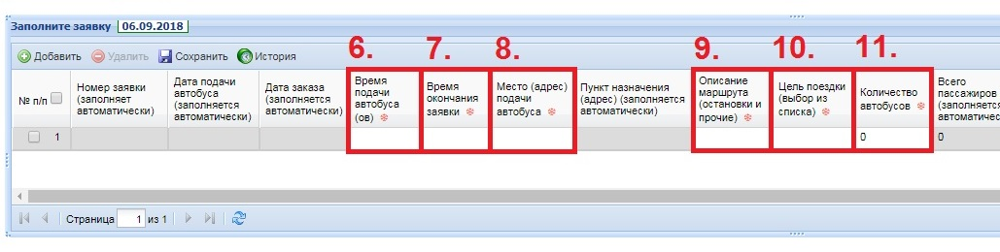 Заполните заявку 06.09.2018
6. 7. 8. 9. 10. 11.
Добавить Удалить Сохранить История
№ п/п
Номер заявки
(заполняет
автоматически)
Дата подачи
автобуса
(заполняется
автоматически)
Дата заказа
(заполняется
автоматически)
Время
подачи
автобуса
(ов) *
Время
окончания
заявки *
Место (адрес)
подачи
автобуса *
Пункт назначения
(адрес) (заполняется
автоматически)
Описание
маршрута
(остановки и
прочие) *
Цель поездки
(выбор из
списка) *
Количество
автобусов *
Всего
пассажиров
(заполняется
автоматичес
1 0 0
Страница 1 из 1